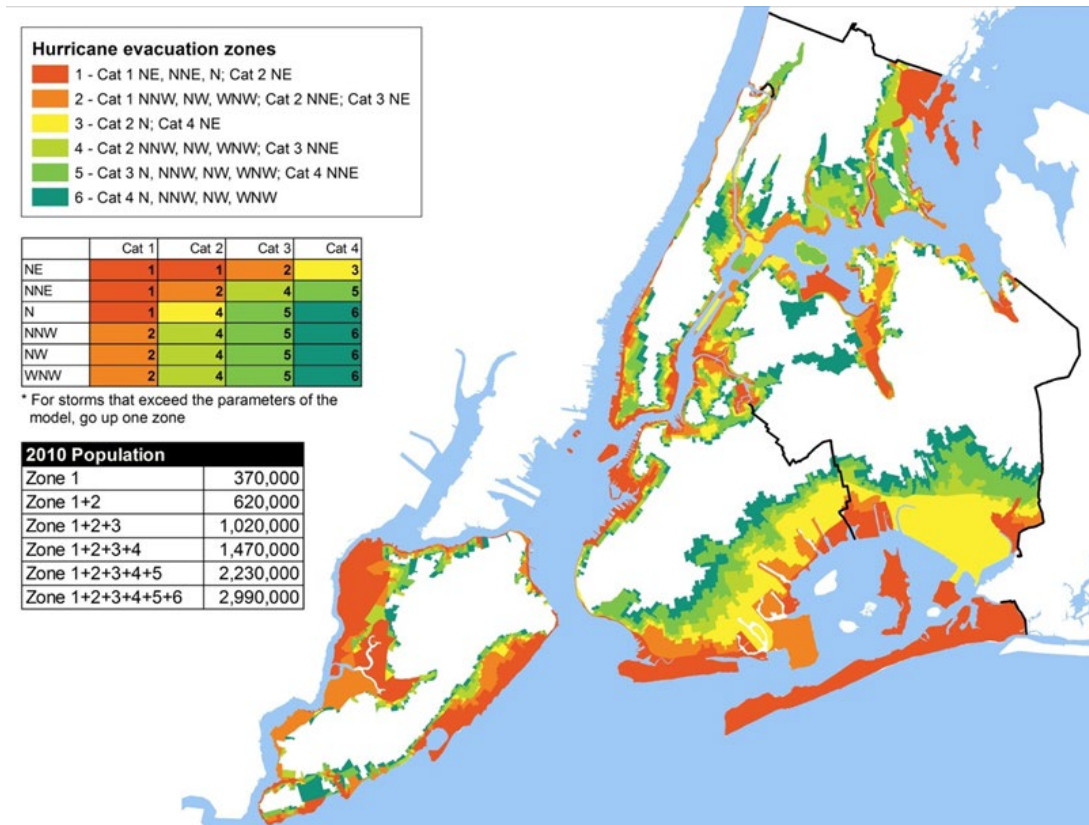 Hurricane evacuation zones
1 - Cat 1 NE, NNE, N; Cat 2 NE
2 - Cat 1 NNW, NW, WNW; Cat 2 NNE; Cat 3 NE
3 - Cat 2 N; Cat 4 NE
4 - Cat 2 NNW, NW, WNW; Cat 3 NNE
5 - Cat 3 N, NNW, NW, WNW; Cat 4 NNE
6 - Cat 4 N, NNW, NW, WNW
Cat 1 Cat 2 Cat 3 Cat 4
NE 1 1 2 3
NNE 1 2 4 5
N 1 4 5 6
NNW 2 4 5 6
NW 2 4 5 6
WNW 2 4 5 6
* For storms that exceed the parameters of the
model, go up one zone
2010 Population
Zone 1 370,000
Zone 1+2 620,000
Zone 1+2+3 1,020,000
Zone 1+2+3+4 1,470,000
Zone 1+2+3+4+5 2,230,000
Zone 1+2+3+4+5+6 2,990,000